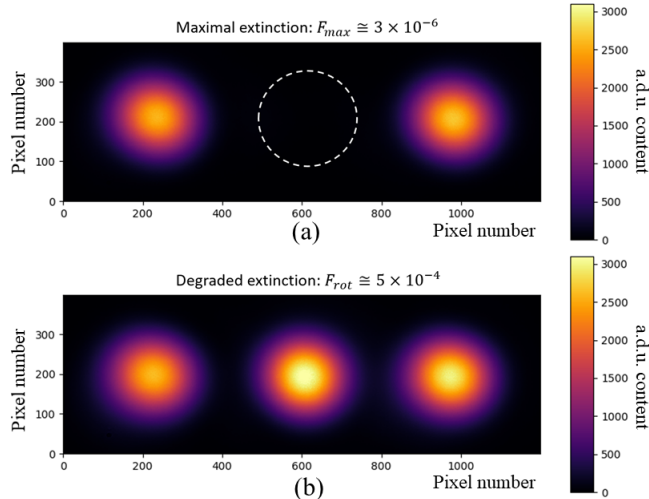 Maximal extinction: F_max ≅ 3 × 10⁻⁶
Pixel number
300
200
100
0
0 200 400 600 800 1000
Pixel number
(a)
3000
2500
2000
1500
1000
500
0
a.d.u. content
Degraded extinction: F_rot ≅ 5 × 10⁻⁴
Pixel number
300
200
100
0
0 200 400 600 800 1000
Pixel number
(b)
3000
2500
2000
1500
1000
500
0
a.d.u. content